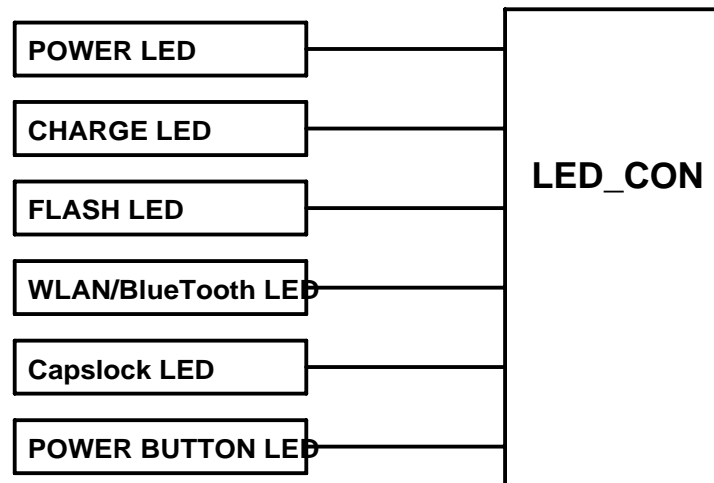 POWER LED
CHARGE LED
LED_CON
FLASH LED
WLAN/BlueTooth LED
Capslock LED
POWER BUTTON LED